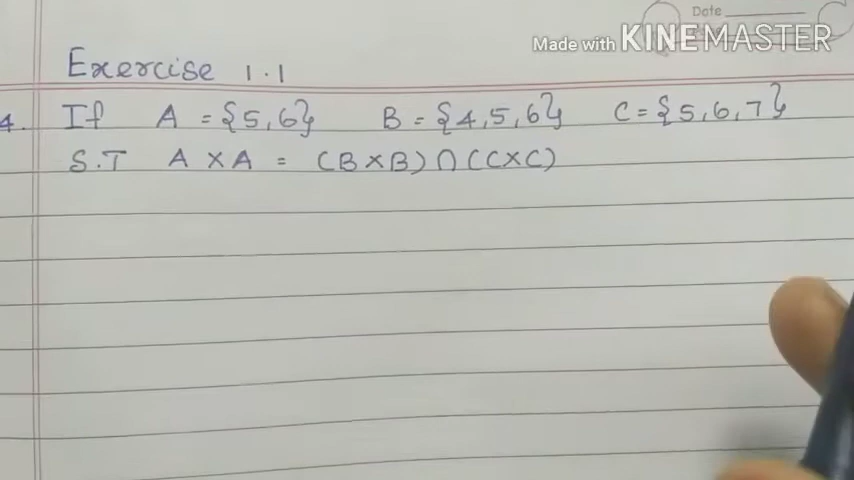 Date
Made with KINEMASTER
Exercise 1.1
4. If A = {5,6} B = {4,5,6} C = {5,6,7}
S.T A × A = (B × B) ∩ (C × C)